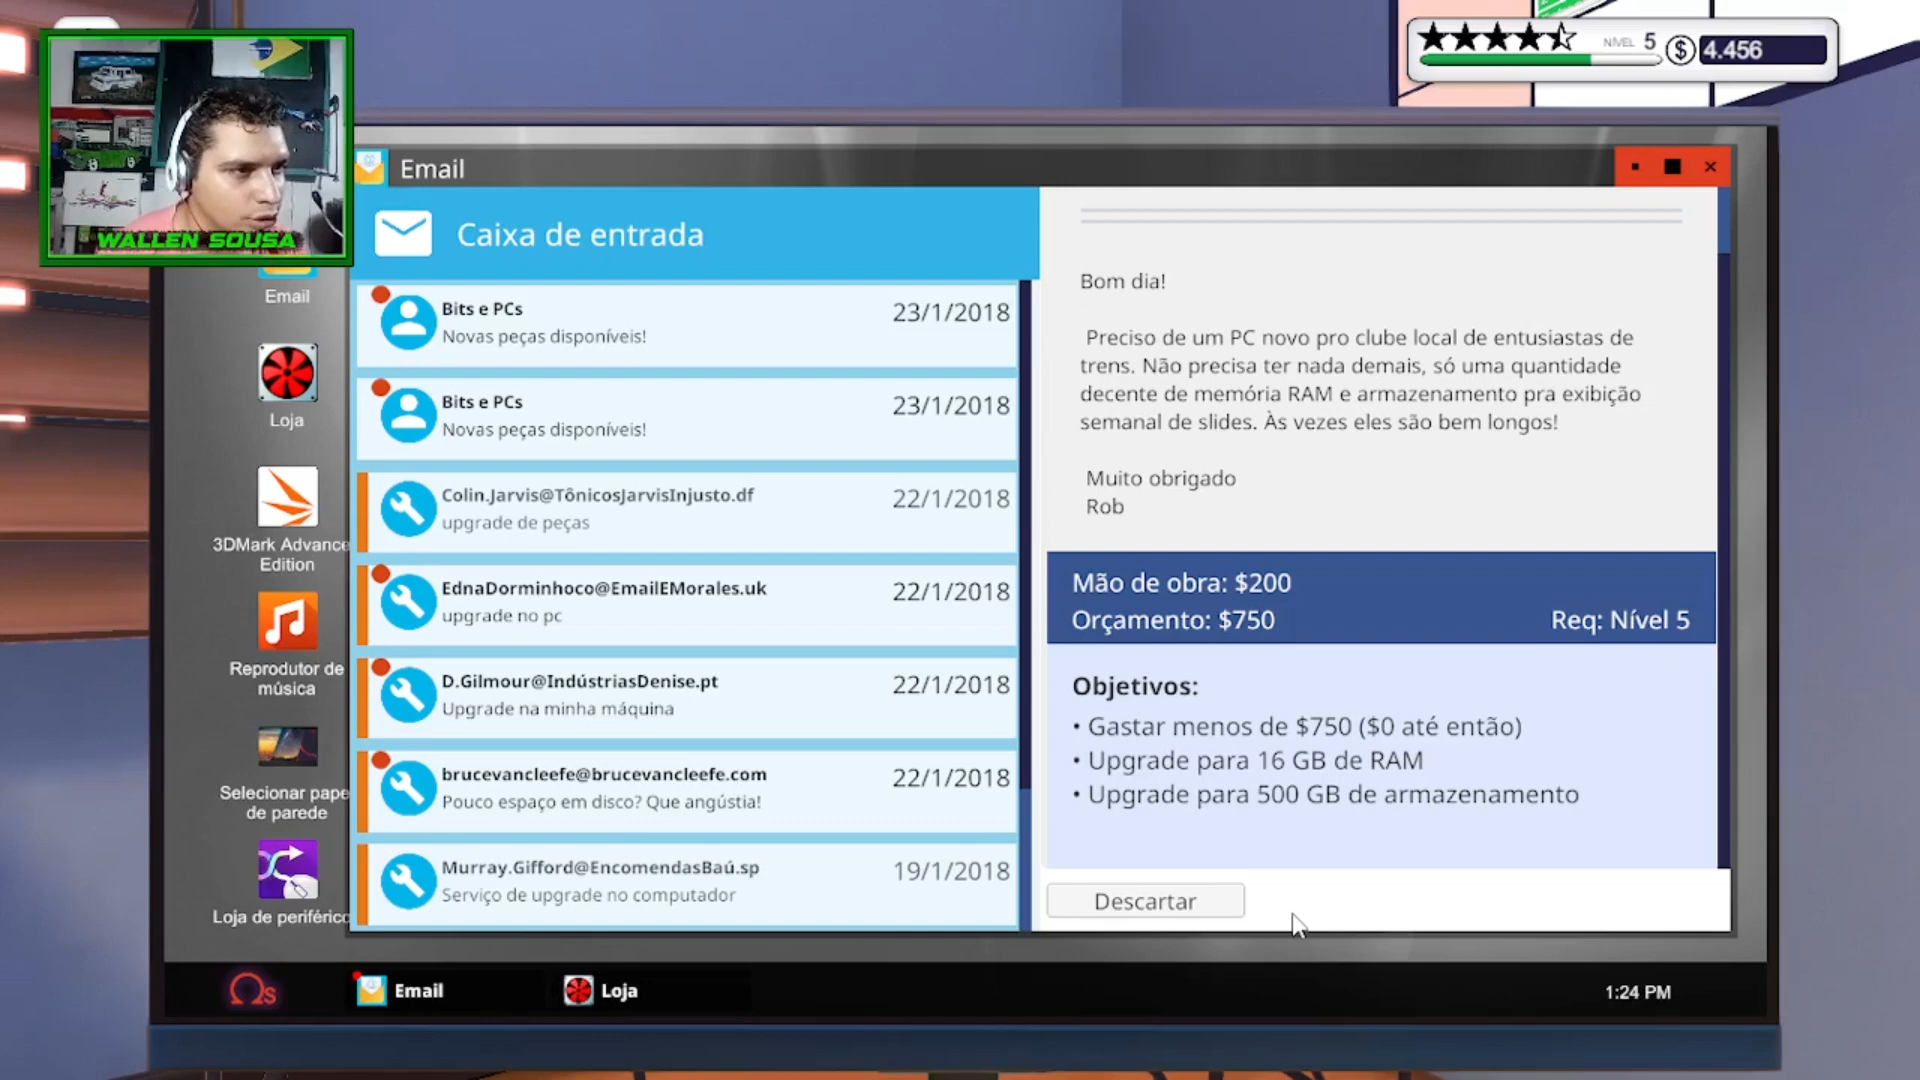 NÍVEL 5
$ 4.456
WALLEN SOUSA
Email
Loja
3DMark Advance
Edition
Reprodutor de
música
Selecionar pape
de parede
Loja de periférico
Email
Caixa de entrada
Bits e PCs
23/1/2018
Novas peças disponíveis!
Bits e PCs
23/1/2018
Novas peças disponíveis!
Colin.Jarvis@TônicosJarvisInjusto.df
22/1/2018
upgrade de peças
EdnaDorminhoco@EmailEMorales.uk
22/1/2018
upgrade no pc
D.Gilmour@IndústriasDenise.pt
22/1/2018
Upgrade na minha máquina
brucevancleefe@brucevancleefe.com
22/1/2018
Pouco espaço em disco? Que angústia!
Murray.Gifford@EncomendasBaú.sp
19/1/2018
Serviço de upgrade no computador
Bom dia!
Preciso de um PC novo pro clube local de entusiastas de
trens. Não precisa ter nada demais, só uma quantidade
decente de memória RAM e armazenamento pra exibição
semanal de slides. Às vezes eles são bem longos!
Muito obrigado
Rob
Mão de obra: $200
Orçamento: $750
Req: Nível 5
Objetivos:
• Gastar menos de $750 ($0 até então)
• Upgrade para 16 GB de RAM
• Upgrade para 500 GB de armazenamento
Descartar
Ωs
Email
Loja
1:24 PM